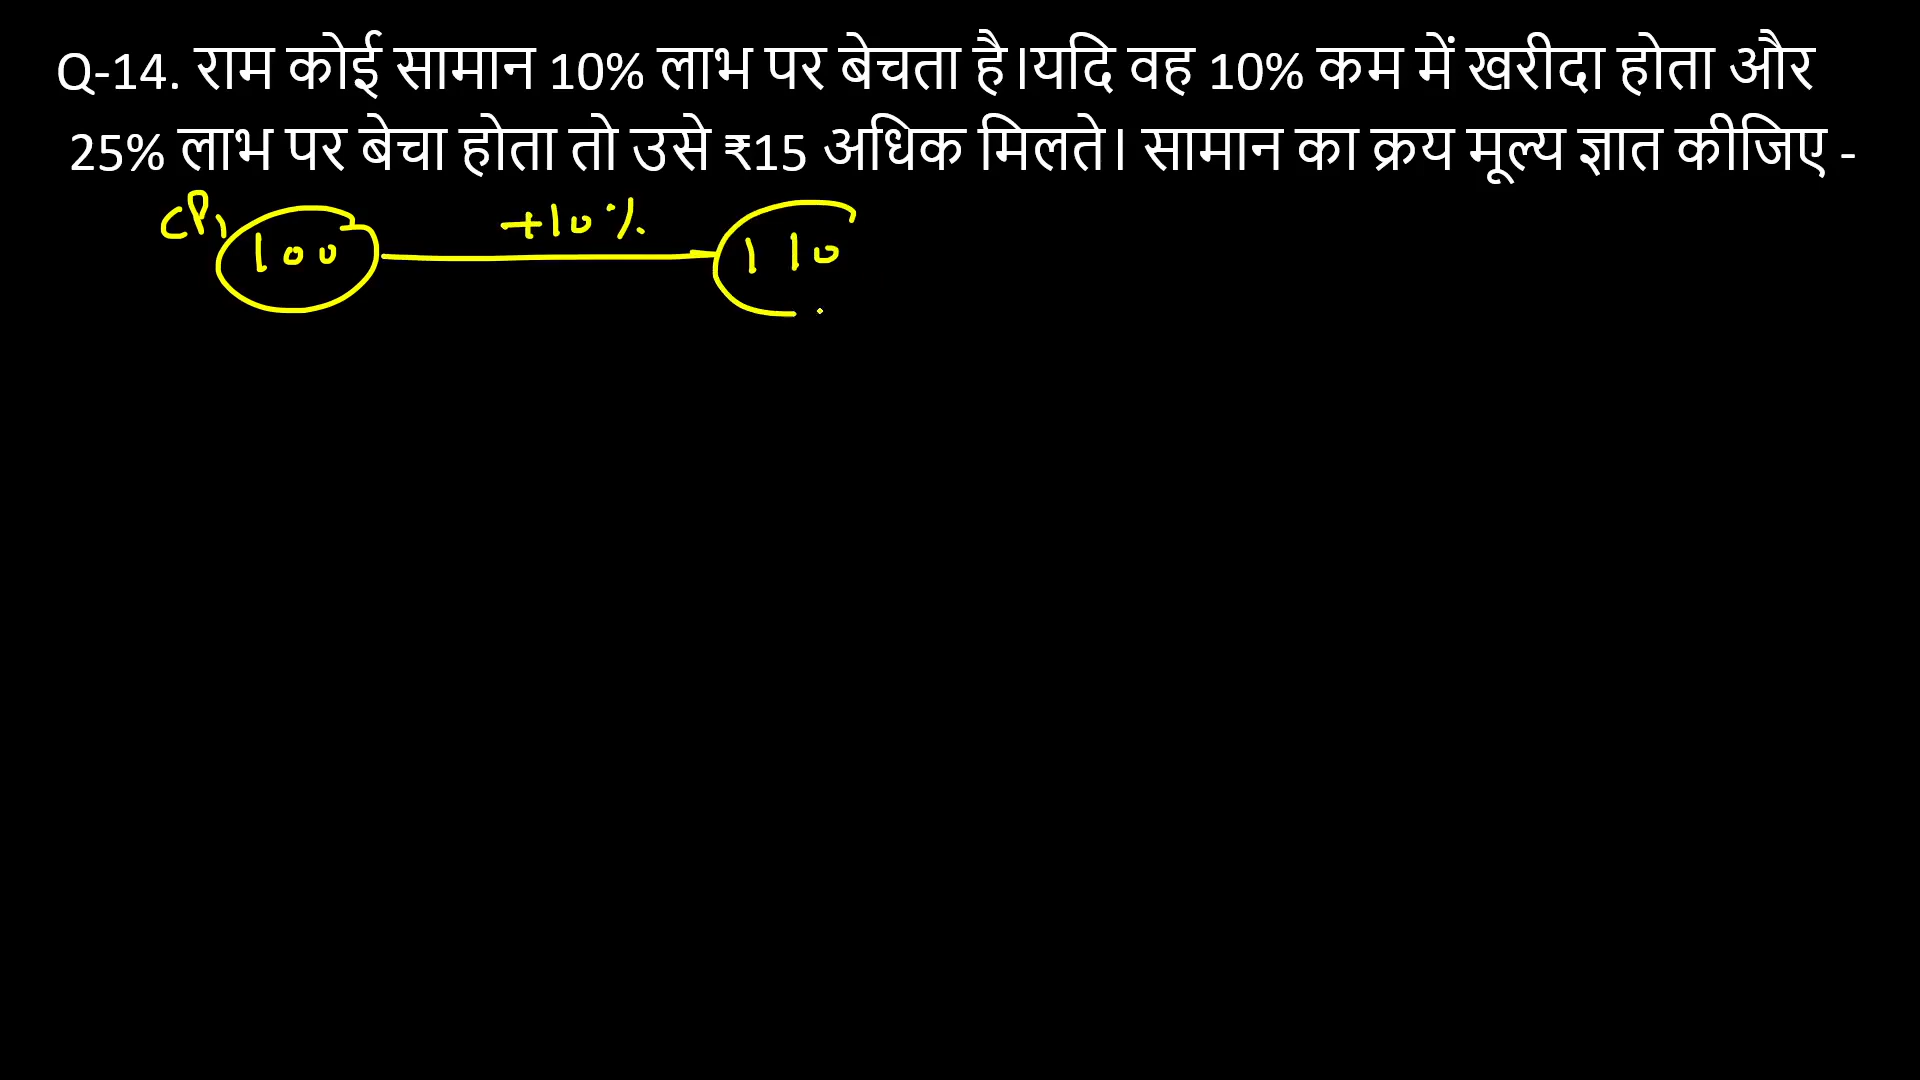 Q-14. राम कोई सामान 10% लाभ पर बेचता है।यदि वह 10% कम में खरीदा होता और
25% लाभ पर बेचा होता तो उसे ₹15 अधिक मिलते। सामान का क्रय मूल्य ज्ञात कीजिए -
CP1 100 +10% 110